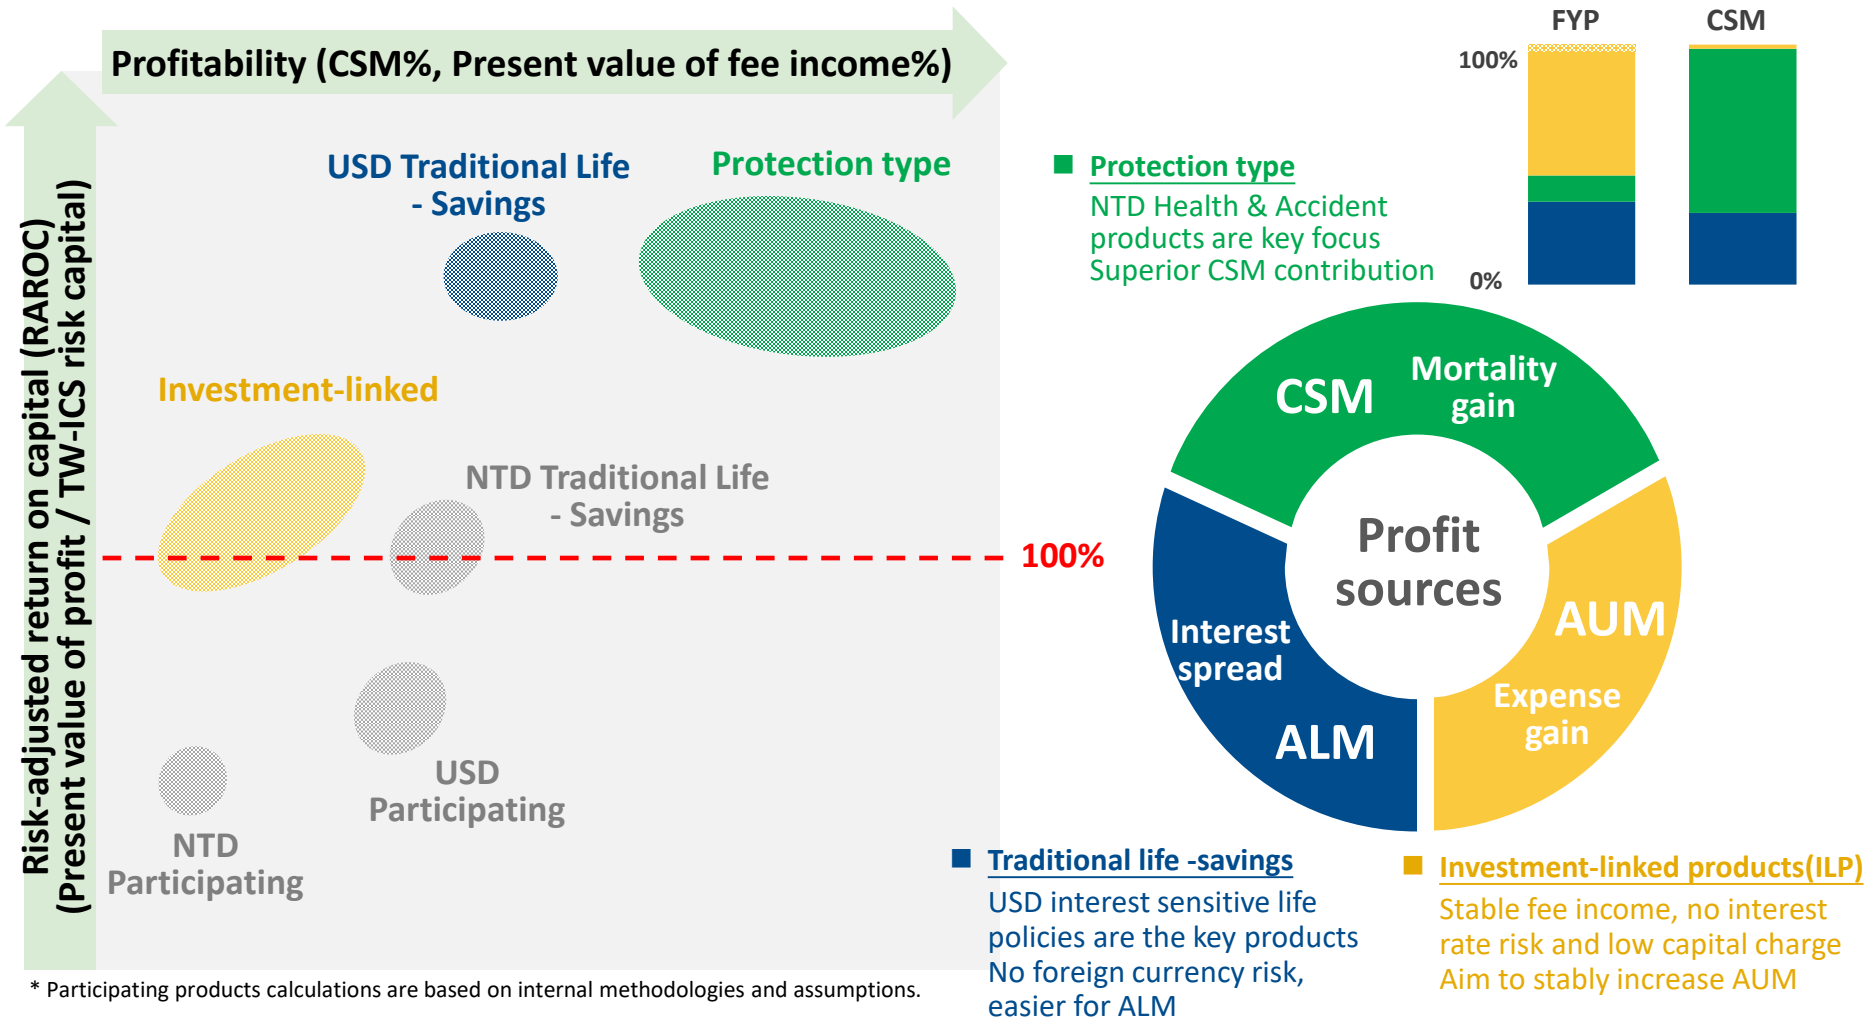 Profitability (CSM%, Present value of fee income%)
Risk-adjusted return on capital (RAROC)
(Present value of profit / TW-ICS risk capital)
USD Traditional Life
- Savings
Protection type
Investment-linked
NTD Traditional Life
- Savings
100%
USD
Participating
NTD
Participating
* Participating products calculations are based on internal methodologies and assumptions.
FYP
CSM
100%
0%
■ Protection type
NTD Health & Accident
products are key focus
Superior CSM contribution
CSM
Mortality
gain
Profit
sources
Interest
spread
ALM
AUM
Expense
gain
■ Traditional life -savings
USD interest sensitive life
policies are the key products
No foreign currency risk,
easier for ALM
■ Investment-linked products(ILP)
Stable fee income, no interest
rate risk and low capital charge
Aim to stably increase AUM